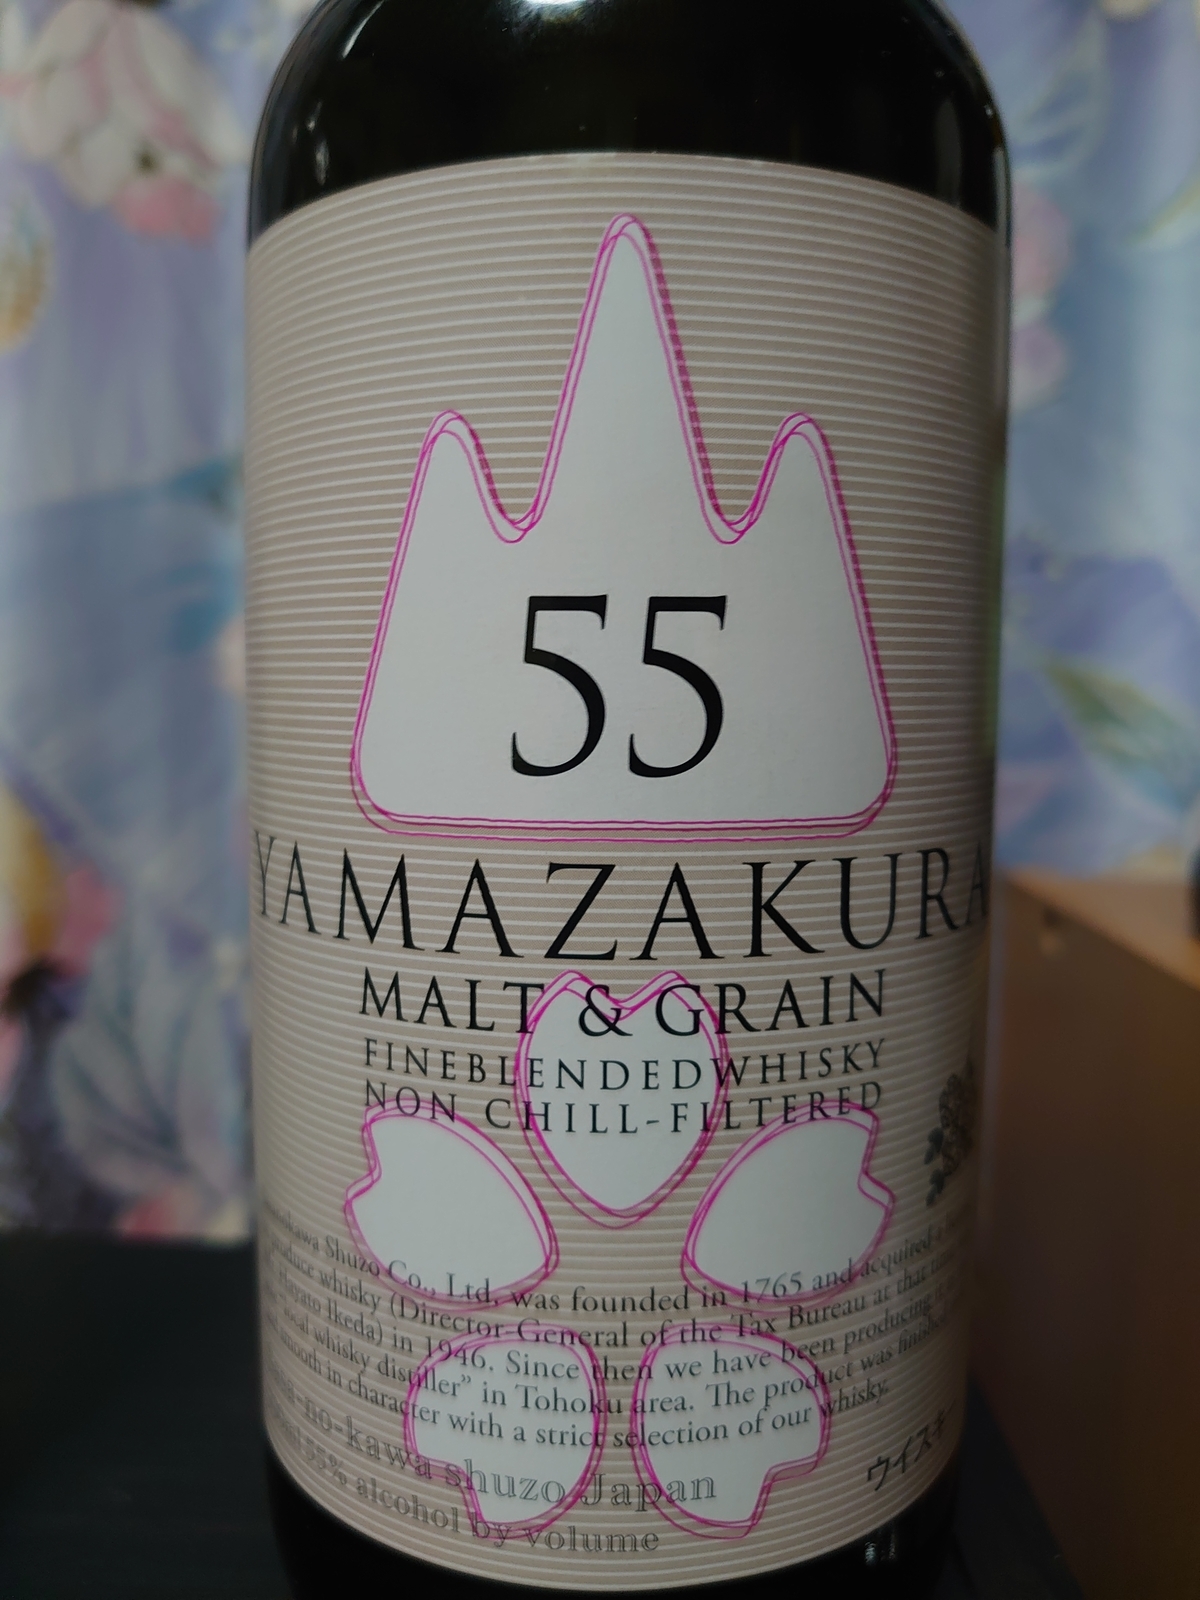 55
YAMAZAKURA
MALT & GRAIN
FINEBLENDEDWHISKY
NON CHILL-FILTERED
Shuzo Co., Ltd, was founded in 1765 and acquired a
produce whisky (Director-General of the Tax Bureau at that
Hayato Ikeda) in 1946. Since then we have been producing
local whisky distiller” in Tohoku area. The product was finished
smooth in character with a strict selection of our whisky.
-no-kawa shuzo Japan
55% alcohol by volume
ウイスキー